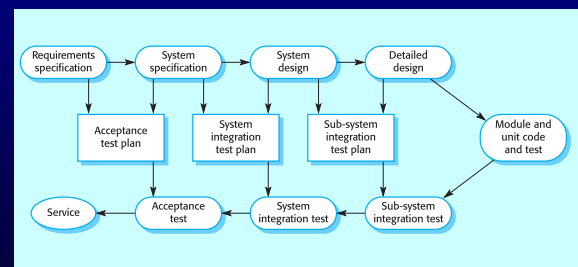 Requirements
specification
System
specification
System
design
Detailed
design
Acceptance
test plan
System
integration
test plan
Sub-system
integration
test plan
Module and
unit code
and test
Service
Acceptance
test
System
integration test
Sub-system
integration test